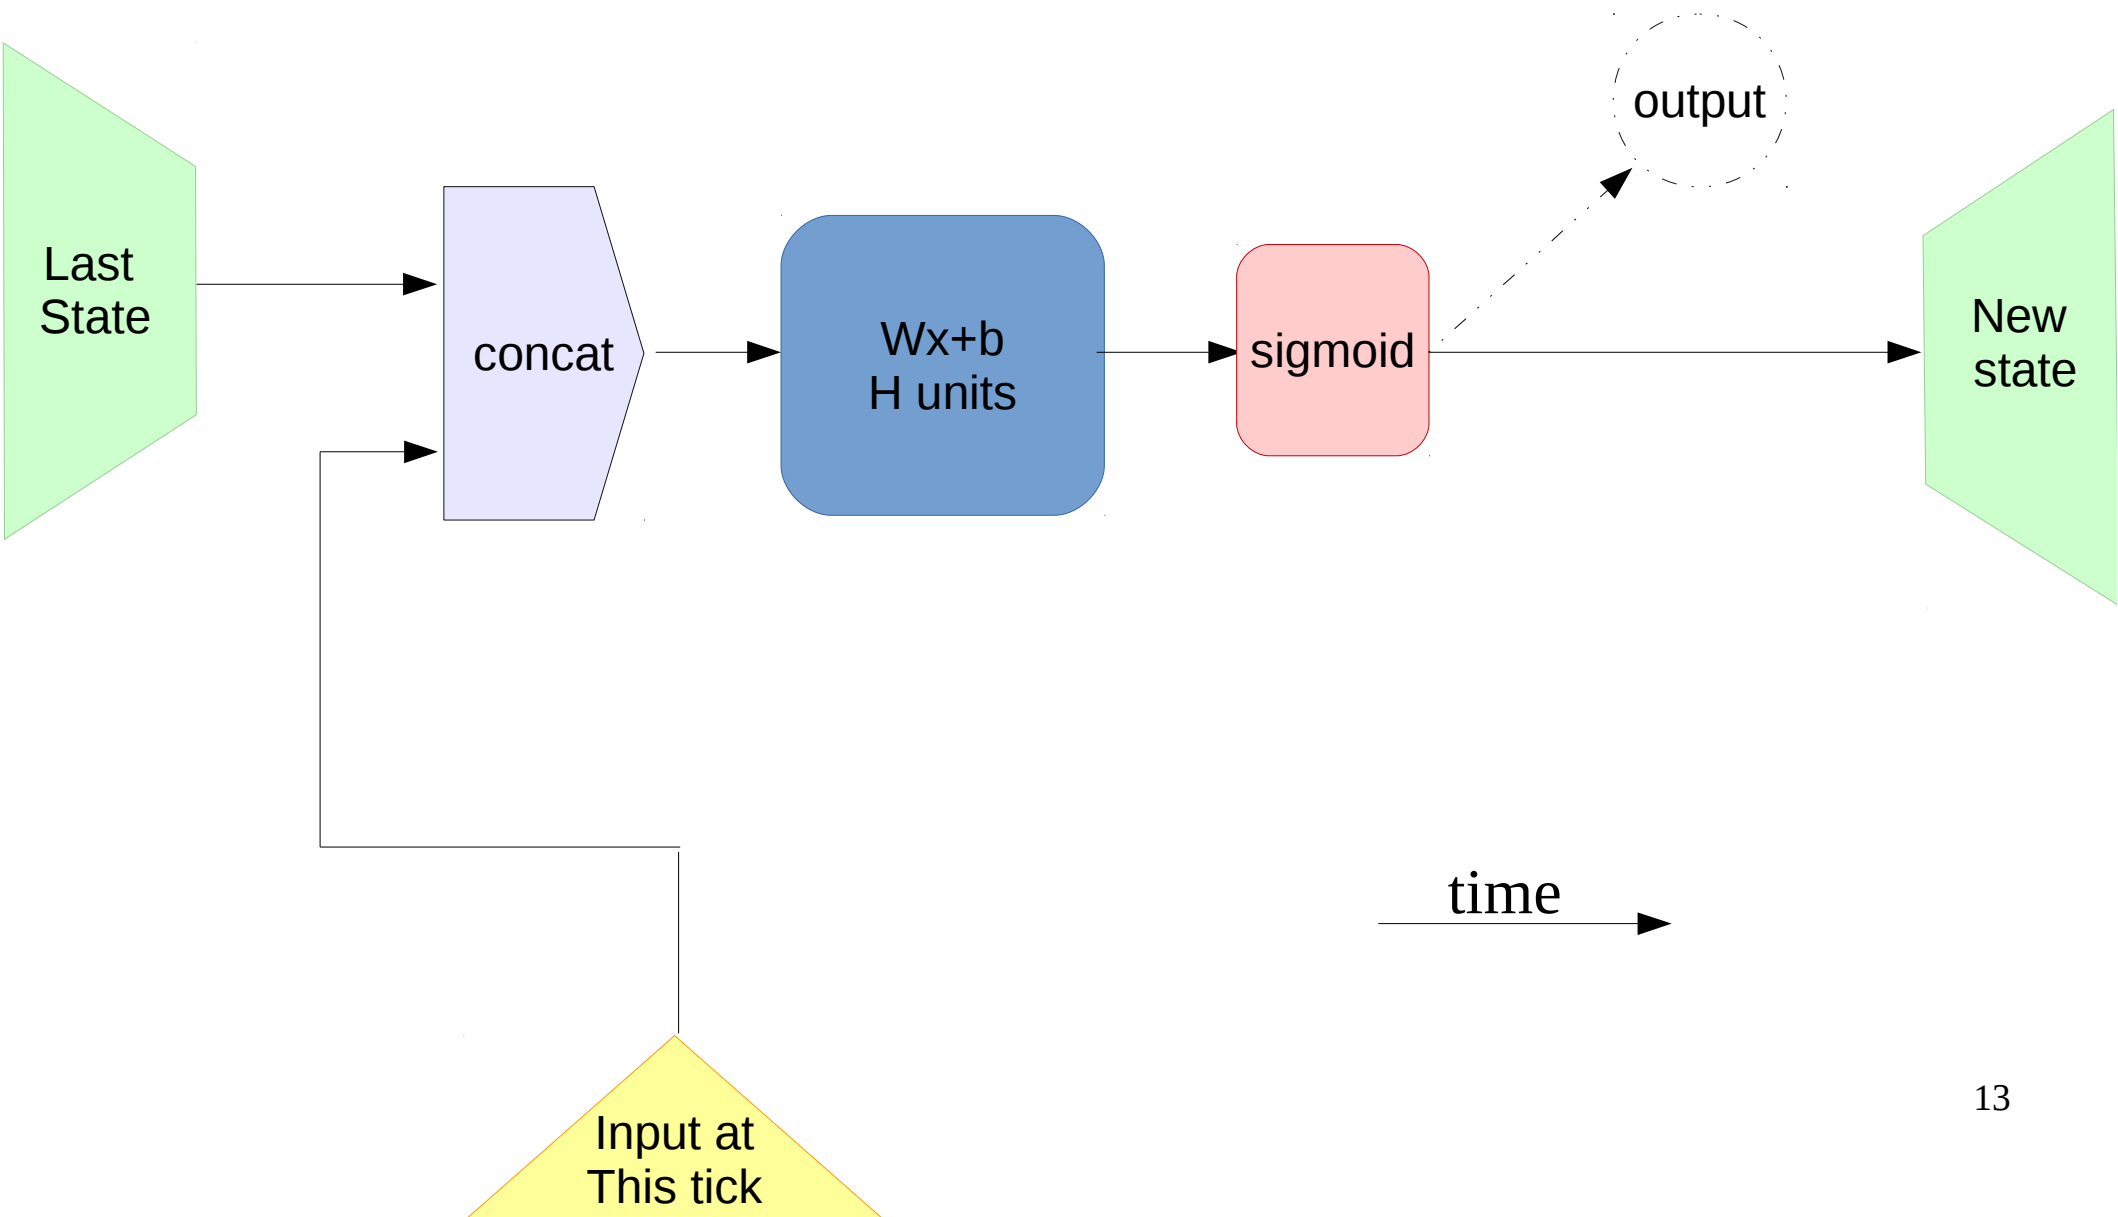 output
Last
State
concat
Wx+b
H units
sigmoid
New
state
time
13
Input at
This tick